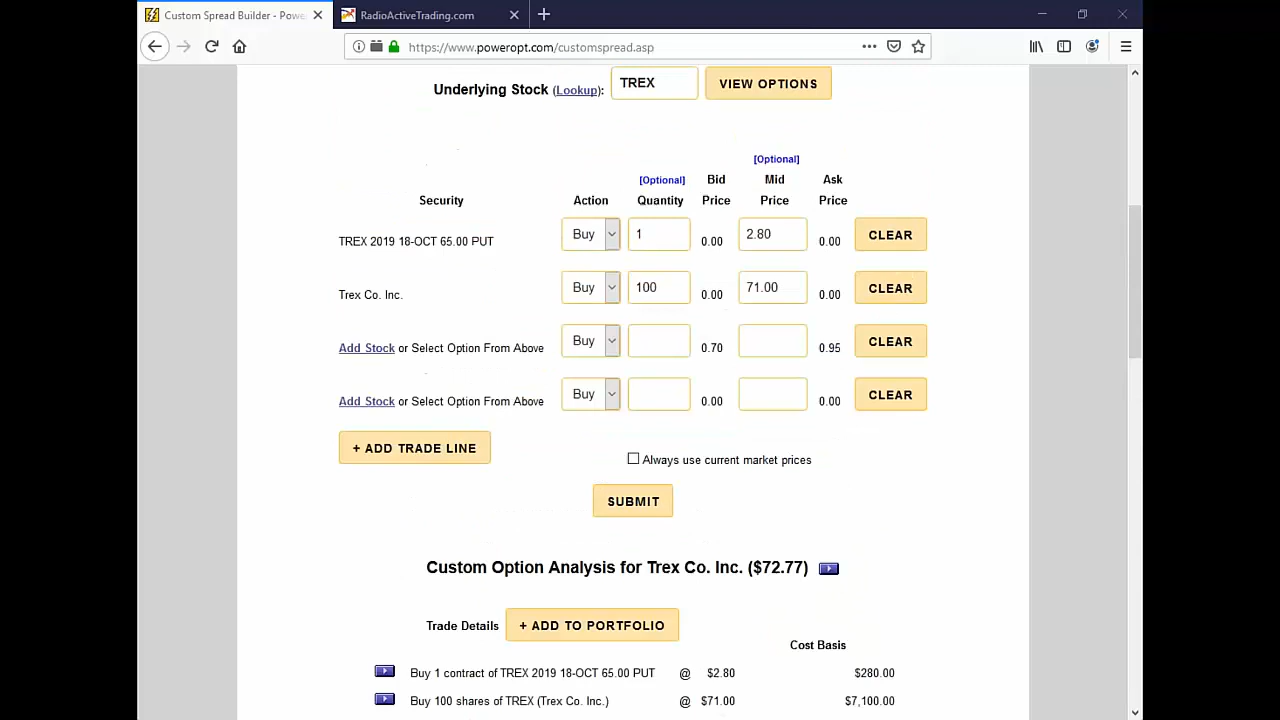 Custom Spread Builder - Powe
RadioActiveTrading.com
https://www.poweropt.com/customspread.asp
Underlying Stock (Lookup): TREX VIEW OPTIONS
[Optional]
[Optional] Bid Mid Ask
Security Action Quantity Price Price Price
TREX 2019 18-OCT 65.00 PUT Buy 1 0.00 2.80 0.00 CLEAR
Trex Co. Inc. Buy 100 0.00 71.00 0.00 CLEAR
Add Stock or Select Option From Above Buy 0.70 0.95 CLEAR
Add Stock or Select Option From Above Buy 0.00 0.00 CLEAR
+ ADD TRADE LINE
Always use current market prices
SUBMIT
Custom Option Analysis for Trex Co. Inc. ($72.77)
Trade Details + ADD TO PORTFOLIO
Cost Basis
Buy 1 contract of TREX 2019 18-OCT 65.00 PUT @ $2.80 $280.00
Buy 100 shares of TREX (Trex Co. Inc.) @ $71.00 $7,100.00